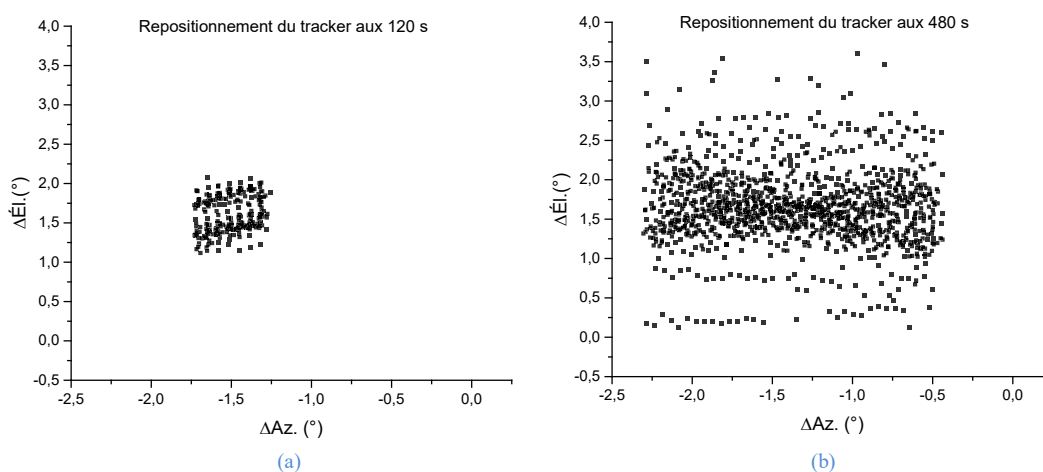 Repositionnement du tracker aux 120 s
4,0
3,5
3,0
2,5
2,0
1,5
1,0
0,5
0,0
-0,5
ΔÉl.(°)
-2,5 -2,0 -1,5 -1,0 -0,5 0,0
ΔAz. (°)
(a)
Repositionnement du tracker aux 480 s
4,0
3,5
3,0
2,5
2,0
1,5
1,0
0,5
0,0
-0,5
ΔÉl.(°)
-2,5 -2,0 -1,5 -1,0 -0,5 0,0
ΔAz. (°)
(b)